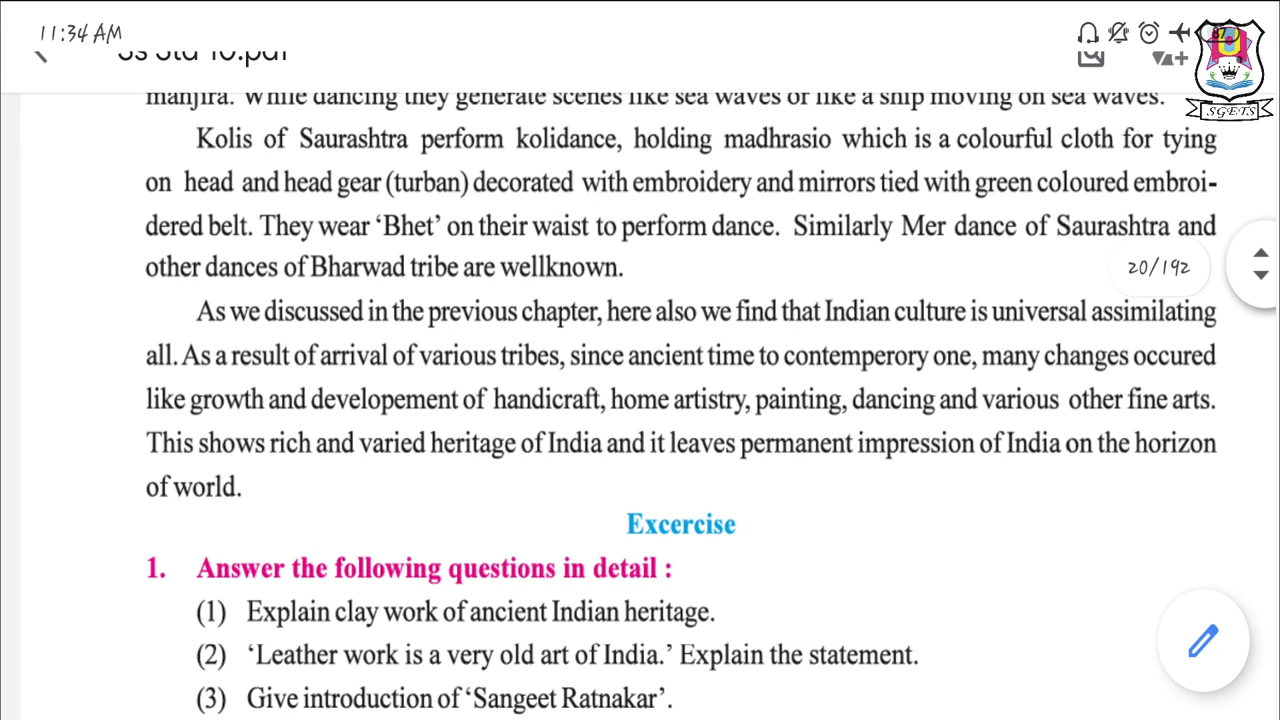 11:34 AM
87
Ss Std 10.pdf
SGETS
manjira. While dancing they generate scenes like sea waves or like a ship moving on sea waves.
Kolis of Saurashtra perform kolidance, holding madhrasio which is a colourful cloth for tying
on head and head gear (turban) decorated with embroidery and mirrors tied with green coloured embroi-
dered belt. They wear ‘Bhet’ on their waist to perform dance. Similarly Mer dance of Saurashtra and
other dances of Bharwad tribe are wellknown.
20/192
As we discussed in the previous chapter, here also we find that Indian culture is universal assimilating
all. As a result of arrival of various tribes, since ancient time to contemperory one, many changes occured
like growth and developement of handicraft, home artistry, painting, dancing and various other fine arts.
This shows rich and varied heritage of India and it leaves permanent impression of India on the horizon
of world.
Excercise
1. Answer the following questions in detail :
(1) Explain clay work of ancient Indian heritage.
(2) ‘Leather work is a very old art of India.’ Explain the statement.
(3) Give introduction of ‘Sangeet Ratnakar’.